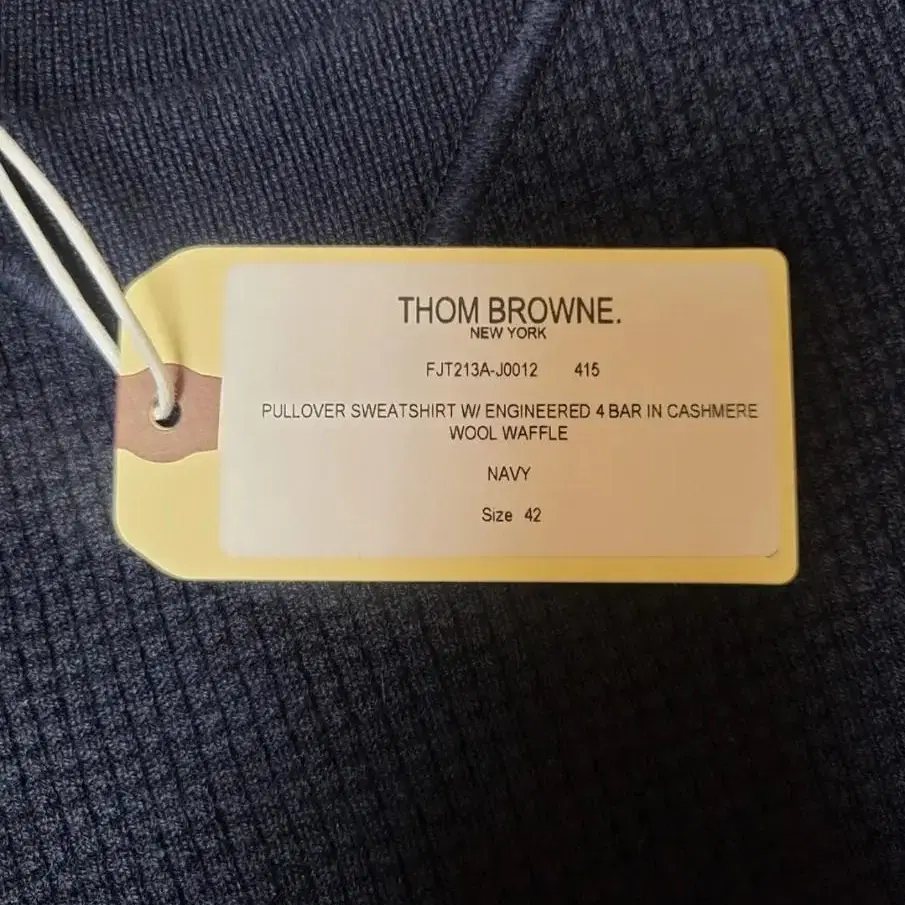 THOM BROWNE.
NEW YORK
FJT213A-J0012 415
PULLOVER SWEATSHIRT W/ ENGINEERED 4 BAR IN CASHMERE
WOOL WAFFLE
NAVY
Size 42